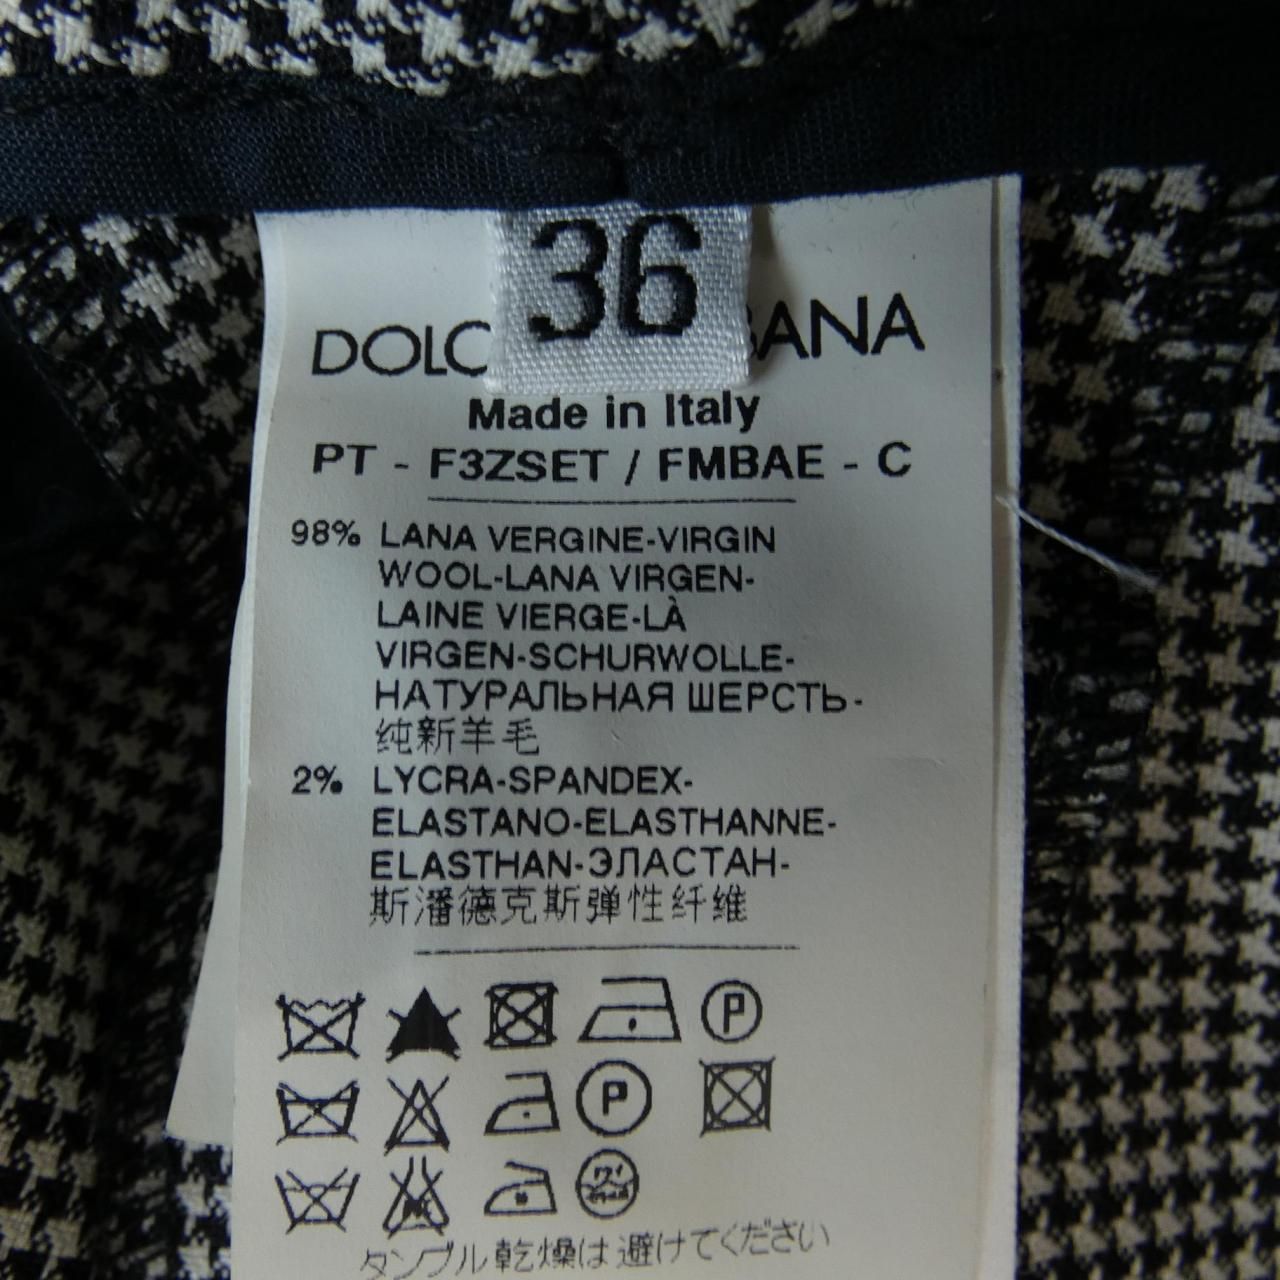 36
DOLC BANA
Made in Italy
PT - F3ZSET / FMBAE - C
98% LANA VERGINE-VIRGIN
WOOL-LANA VIRGEN-
LAINE VIERGE-LÀ
VIRGEN-SCHURWOLLE-
НАТУРАЛЬНАЯ ШЕРСТЬ-
纯新羊毛
2% LYCRA-SPANDEX-
ELASTANO-ELASTHANNE-
ELASTHAN-ЭЛАСТАН-
斯潘德克斯弹性纤维
P
P
ドライ
タンブル乾燥は避けてください